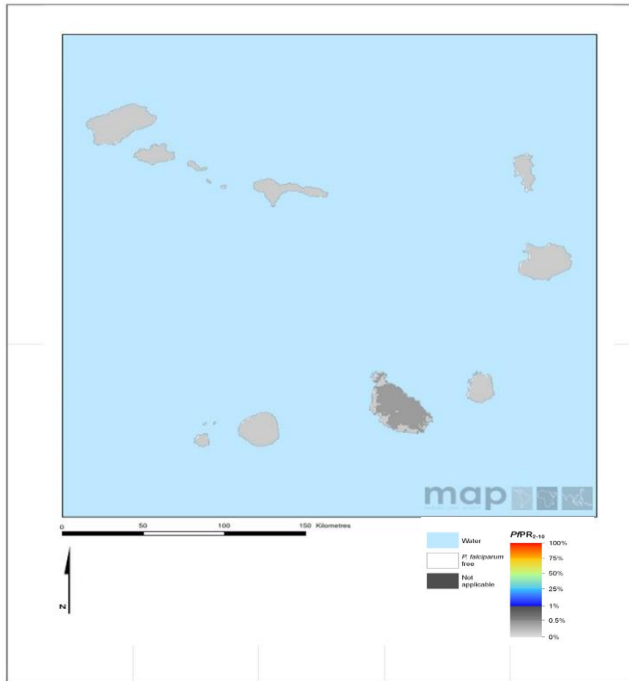 map
0 50 100 150 Kilometres
Water
P. falciparum
free
Not
applicable
PfPR2-10
100%
75%
50%
25%
1%
0.5%
0%
N